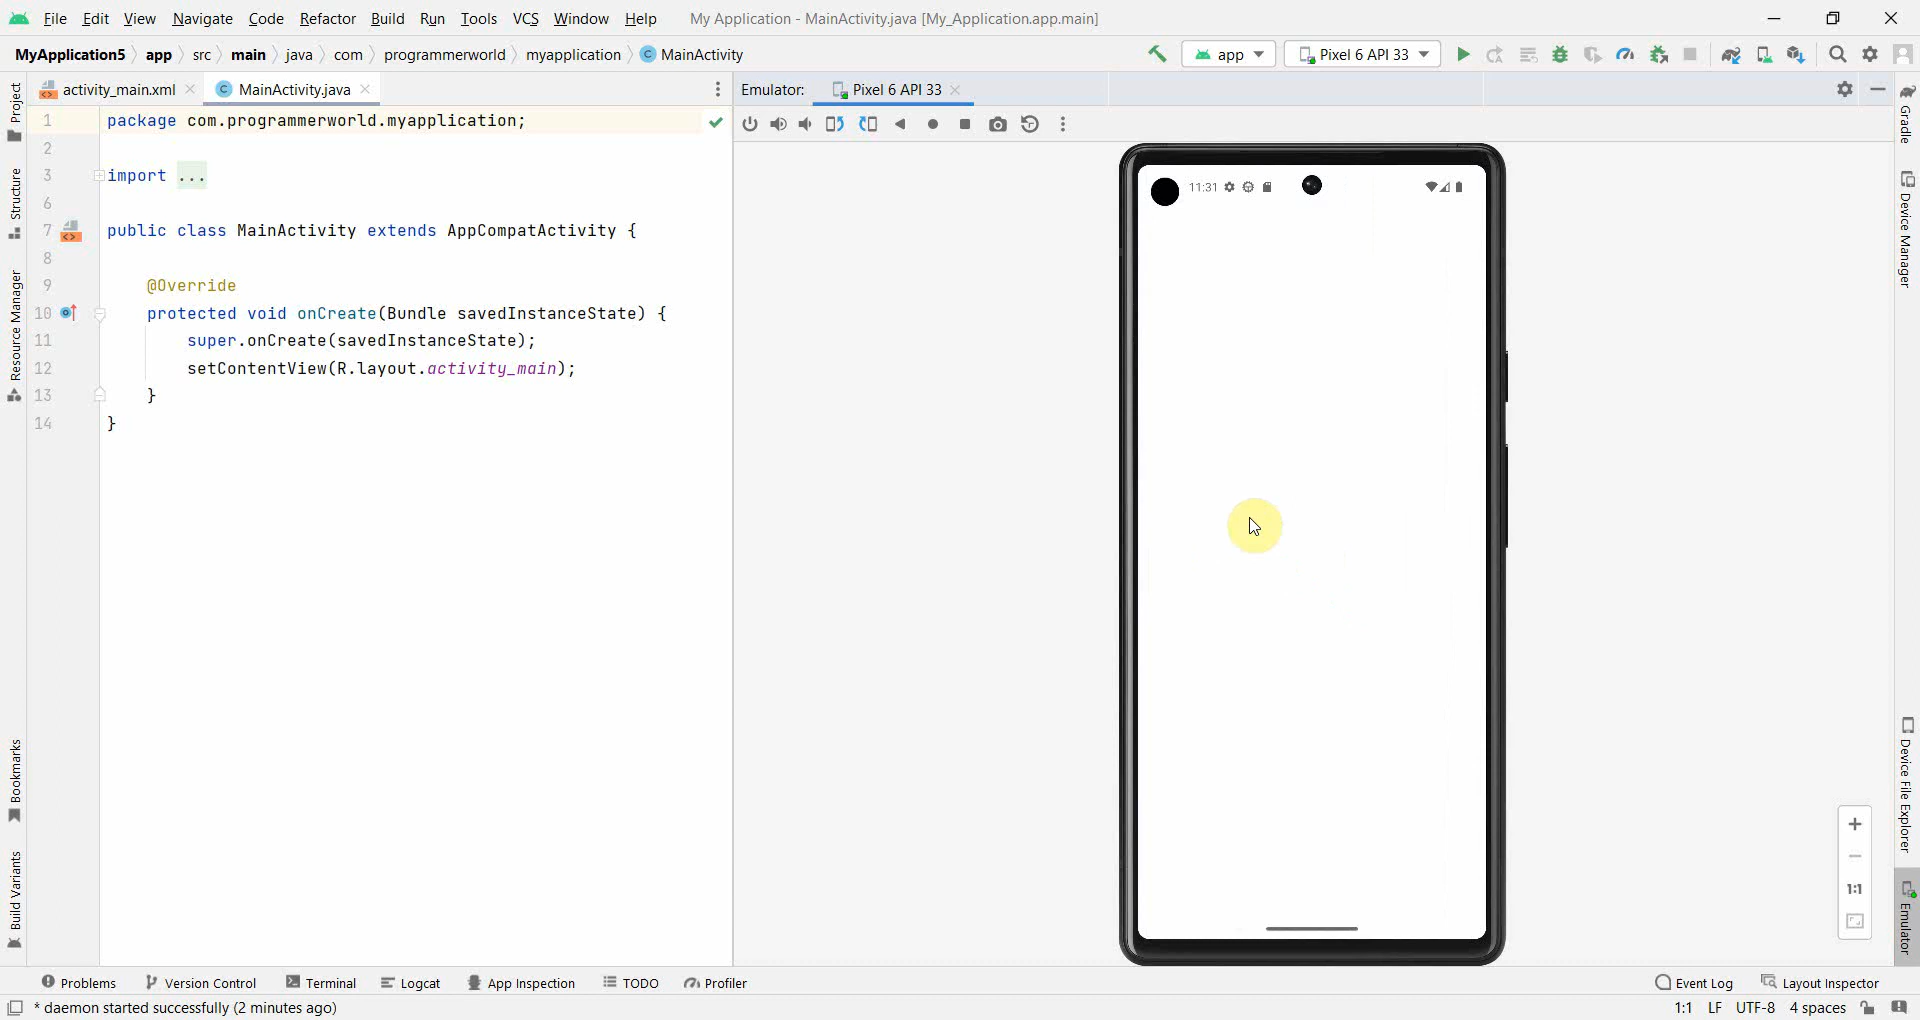 File Edit View Navigate Code Refactor Build Run Tools VCS Window Help My Application - MainActivity.java [My_Application.app.main]
MyApplication5 app src main java com programmerworld myapplication MainActivity app Pixel 6 API 33
activity_main.xml MainActivity.java Emulator: Pixel 6 API 33
1 package com.programmerworld.myapplication;
2
3 import ...
6
7 public class MainActivity extends AppCompatActivity {
8
9 @Override
10 protected void onCreate(Bundle savedInstanceState) {
11 super.onCreate(savedInstanceState);
12 setContentView(R.layout.activity_main);
13 }
14 }
Project
Structure
Resource Manager
Bookmarks
Build Variants
11:31
1:1
Gradle
Device Manager
Device File Explorer
Emulator
Problems Version Control Terminal Logcat App Inspection TODO Profiler Event Log Layout Inspector
* daemon started successfully (2 minutes ago) 1:1 LF UTF-8 4 spaces